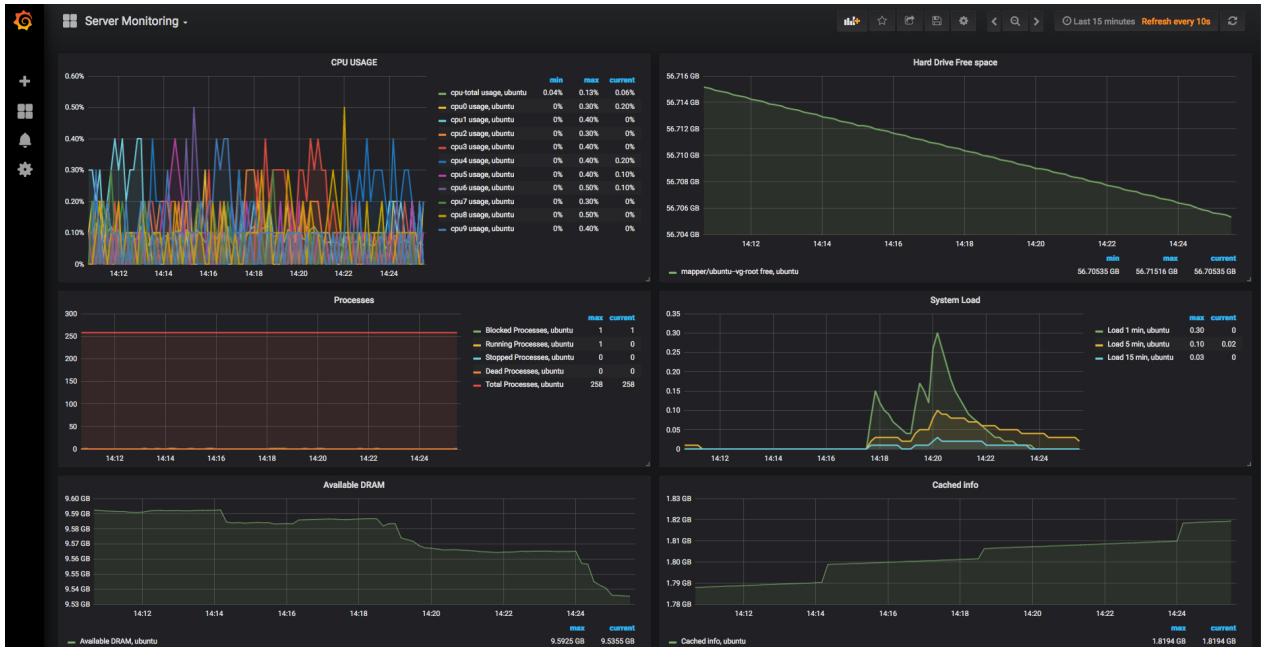 Server Monitoring
Last 15 minutes Refresh every 10s
CPU USAGE
0.60%
0.50%
0.40%
0.30%
0.20%
0.10%
0%
14:12 14:14 14:16 14:18 14:20 14:22 14:24
min max current
cpu-total usage, ubuntu 0.04% 0.13% 0.06%
cpu0 usage, ubuntu 0% 0.30% 0.20%
cpu1 usage, ubuntu 0% 0.40% 0%
cpu2 usage, ubuntu 0% 0.30% 0%
cpu3 usage, ubuntu 0% 0.40% 0%
cpu4 usage, ubuntu 0% 0.40% 0.20%
cpu5 usage, ubuntu 0% 0.40% 0.10%
cpu6 usage, ubuntu 0% 0.50% 0.10%
cpu7 usage, ubuntu 0% 0.30% 0%
cpu8 usage, ubuntu 0% 0.50% 0%
cpu9 usage, ubuntu 0% 0.40% 0%
Hard Drive Free space
56.716 GB
56.714 GB
56.712 GB
56.710 GB
56.708 GB
56.706 GB
56.704 GB
14:12 14:14 14:16 14:18 14:20 14:22 14:24
min max current
mapper/ubuntu--vg-root free, ubuntu 56.70535 GB 56.71516 GB 56.70535 GB
Processes
300
250
200
150
100
50
0
14:12 14:14 14:16 14:18 14:20 14:22 14:24
max current
Blocked Processes, ubuntu 1 1
Running Processes, ubuntu 1 0
Stopped Processes, ubuntu 0 0
Dead Processes, ubuntu 0 0
Total Processes, ubuntu 258 258
System Load
0.35
0.30
0.25
0.20
0.15
0.10
0.05
0
14:12 14:14 14:16 14:18 14:20 14:22 14:24
max current
Load 1 min, ubuntu 0.30 0
Load 5 min, ubuntu 0.10 0.02
Load 15 min, ubuntu 0.03 0
Available DRAM
9.60 GB
9.59 GB
9.58 GB
9.57 GB
9.56 GB
9.55 GB
9.54 GB
9.53 GB
14:12 14:14 14:16 14:18 14:20 14:22 14:24
max current
Available DRAM, ubuntu 9.5925 GB 9.5355 GB
Cached info
1.83 GB
1.82 GB
1.81 GB
1.80 GB
1.79 GB
1.78 GB
14:12 14:14 14:16 14:18 14:20 14:22 14:24
max current
Cached info, ubuntu 1.8194 GB 1.8194 GB